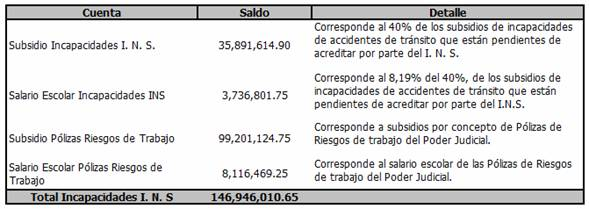 Cuenta Saldo Detalle
Subsidio Incapacidades I. N. S. 35,891,614.90 Corresponde al 40% de los subsidios de incapacidades
de accidentes de tránsito que están pendientes de
acreditar por parte del I. N. S.
Salario Escolar Incapacidades INS 3,736,801.75 Corresponde al 8,19% del 40%, de los subsidios de
incapacidades de accidentes de tránsito que están
pendientes de acreditar por parte del I.N.S.
Subsidio Pólizas Riesgos de Trabajo 99,201,124.75 Corresponde a subsidios por concepto de Pólizas de
Riesgos de trabajo del Poder Judicial.
Salario Escolar Pólizas Riesgos de
Trabajo 8,116,469.25 Corresponde al salario escolar de las Pólizas de Riesgos
de trabajo del Poder Judicial.
Total Incapacidades I. N. S 146,946,010.65